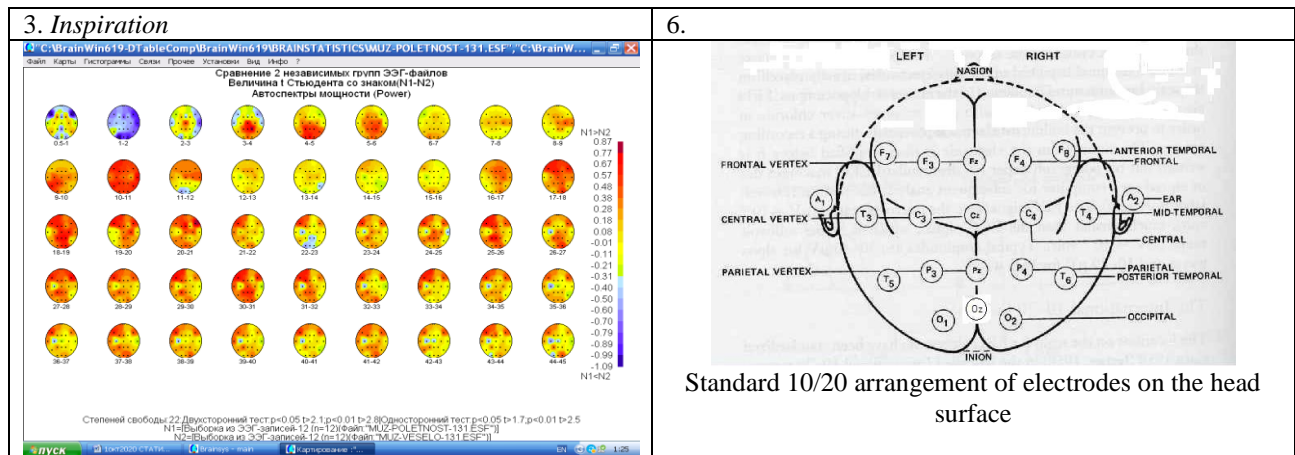 3. Inspiration
"C:\BrainWin619-DTableComp\BrainWin619\BRAINSTATISTICS\MUZ-POLETNOST-131.ESF","C:\BrainW...
Файл Карты Гистограммы Связи Прочее Установки Вид Инфо ?
Сравнение 2 независимых групп ЭЭГ-файлов
Величина t Стьюдента со знаком(N1-N2)
Автоспектры мощности (Power)
0.5-1 1-2 2-3 3-4 4-5 5-6 6-7 7-8 8-9
9-10 10-11 11-12 12-13 13-14 14-15 15-16 16-17 17-18
18-19 19-20 20-21 21-22 22-23 23-24 24-25 25-26 26-27
27-28 28-29 29-30 30-31 31-32 32-33 33-34 34-35 35-36
36-37 37-38 38-39 39-40 40-41 41-42 42-43 43-44 44-45
N1>N2
0.87
0.77
0.67
0.57
0.48
0.38
0.28
0.18
0.08
-0.01
-0.11
-0.21
-0.31
-0.40
-0.50
-0.60
-0.70
-0.79
-0.89
-0.99
-1.09
N1<N2
Степеней свободы:22;Двухсторонний тест:p<0.05 t>2.1;p<0.01 t>2.8|Односторонний тест:p<0.05 t>1.7;p<0.01 t>2.5
N1=[Выборка из ЭЭГ-записей-12 (n=12)(Файл:"MUZ-POLETNOST-131.ESF")]
N2=[Выборка из ЭЭГ-записей-12 (n=12)(Файл:"MUZ-VESELO-131.ESF")]
пуск
Brainsys - main
Картирование :"...
EN
1:25
6.
LEFT RIGHT
NASION
F7 F3 Fz F4 F8
ANTERIOR TEMPORAL
FRONTAL VERTEX
FRONTAL
A1 A2
EAR
CENTRAL VERTEX
T3 C3 Cz C4 T4
MID-TEMPORAL
CENTRAL
PARIETAL VERTEX
T5 P3 Pz P4 T6
PARIETAL
POSTERIOR TEMPORAL
O1 Oz O2
OCCIPITAL
INION
Standard 10/20 arrangement of electrodes on the head
surface